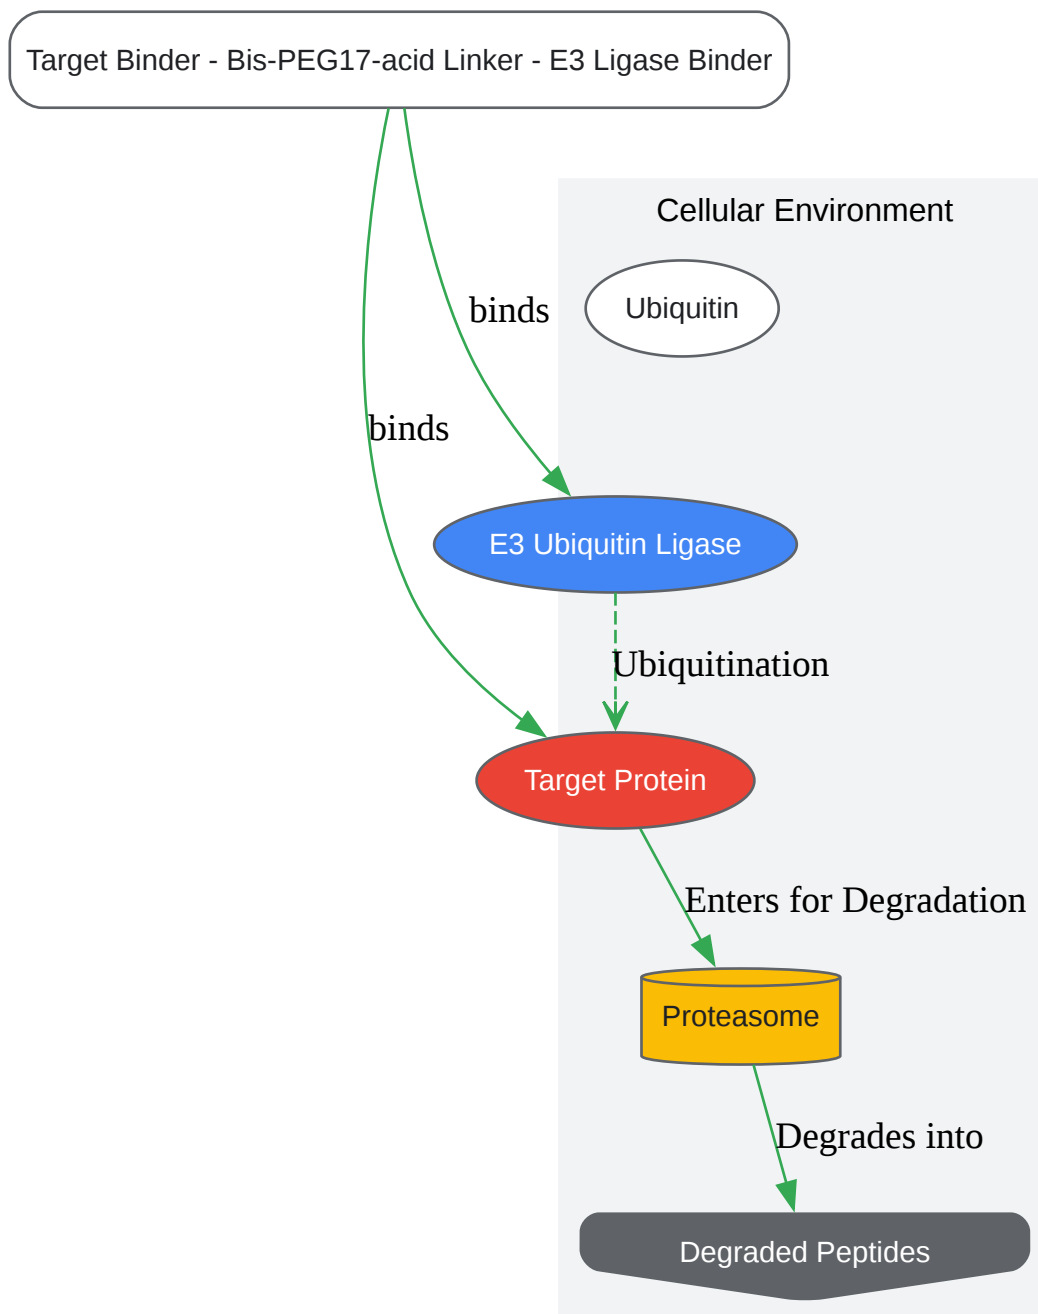 Target Binder - Bis-PEG17-acid Linker - E3 Ligase Binder
Cellular Environment
Ubiquitin
binds
binds
E3 Ubiquitin Ligase
Ubiquitination
Target Protein
Enters for Degradation
Proteasome
Degrades into
Degraded Peptides